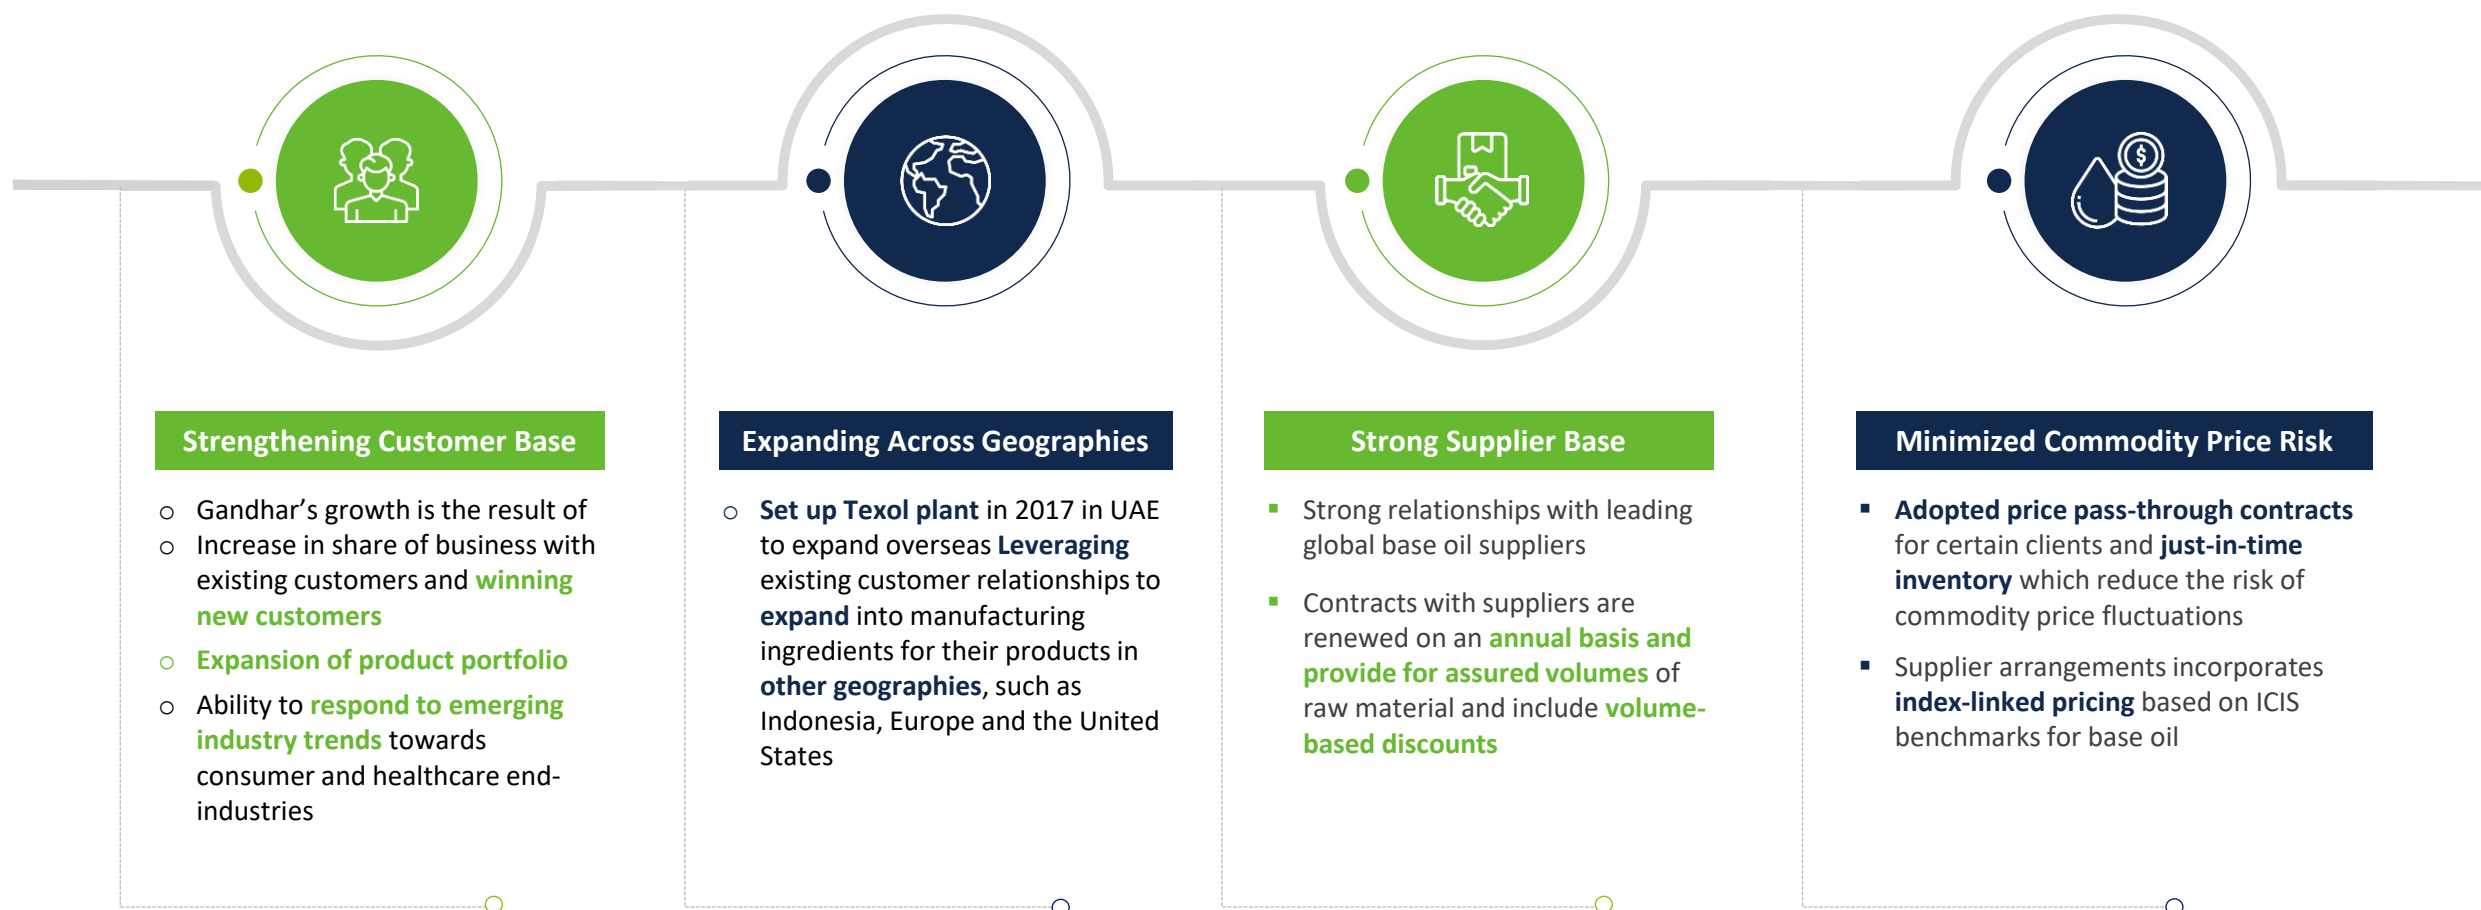 Strengthening Customer Base
o Gandhar’s growth is the result of
o Increase in share of business with
existing customers and winning
new customers
o Expansion of product portfolio
o Ability to respond to emerging
industry trends towards
consumer and healthcare end-
industries
Expanding Across Geographies
o Set up Texol plant in 2017 in UAE
to expand overseas Leveraging
existing customer relationships to
expand into manufacturing
ingredients for their products in
other geographies, such as
Indonesia, Europe and the United
States
Strong Supplier Base
▪ Strong relationships with leading
global base oil suppliers
▪ Contracts with suppliers are
renewed on an annual basis and
provide for assured volumes of
raw material and include volume-
based discounts
$
Minimized Commodity Price Risk
▪ Adopted price pass-through contracts
for certain clients and just-in-time
inventory which reduce the risk of
commodity price fluctuations
▪ Supplier arrangements incorporates
index-linked pricing based on ICIS
benchmarks for base oil